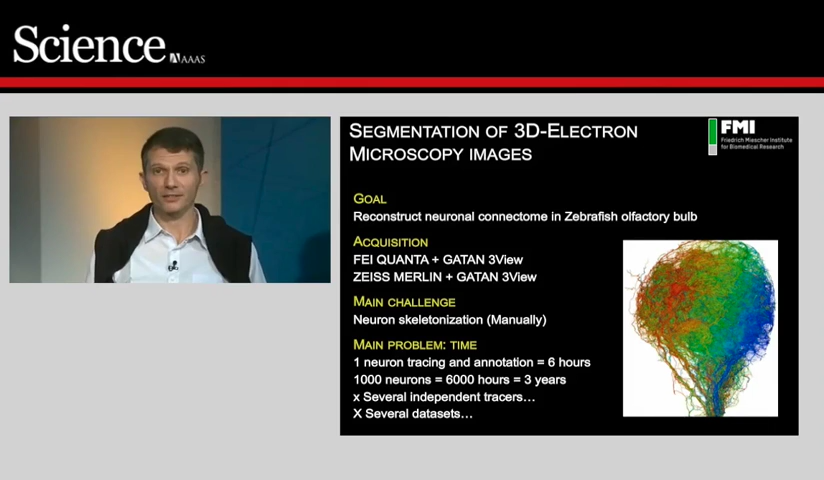 Science
AAAS
SEGMENTATION OF 3D-ELECTRON
MICROSCOPY IMAGES
FMI
Friedrich Miescher Institute
for Biomedical Research
GOAL
Reconstruct neuronal connectome in Zebrafish olfactory bulb
ACQUISITION
FEI QUANTA + GATAN 3View
ZEISS MERLIN + GATAN 3View
MAIN CHALLENGE
Neuron skeletonization (Manually)
MAIN PROBLEM: TIME
1 neuron tracing and annotation = 6 hours
1000 neurons = 6000 hours = 3 years
x Several independent tracers…
X Several datasets…